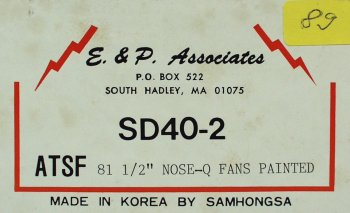 89
E. & P. Associates
P.O. BOX 522
SOUTH HADLEY, MA 01075
SD40-2
ATSF 81 1/2" NOSE-Q FANS PAINTED
MADE IN KOREA BY SAMHONGSA